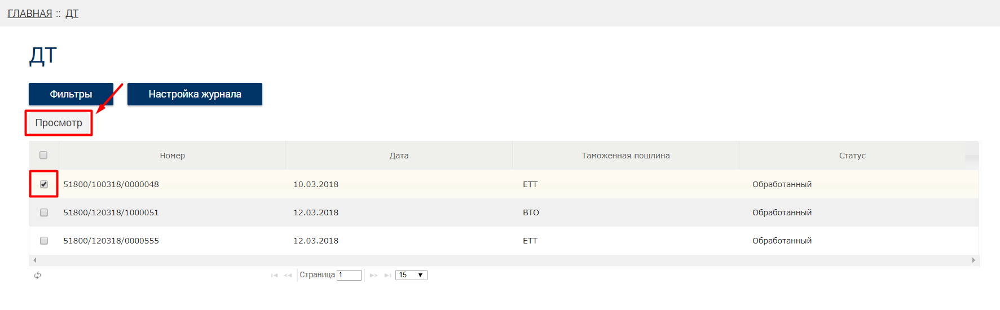 ГЛАВНАЯ :: ДТ
ДТ
Фильтры Настройка журнала
Просмотр
Номер Дата Таможенная пошлина Статус
51800/100318/0000048 10.03.2018 ЕТТ Обработанный
51800/120318/1000051 12.03.2018 ВТО Обработанный
51800/120318/0000555 12.03.2018 ЕТТ Обработанный
Страница 1 15